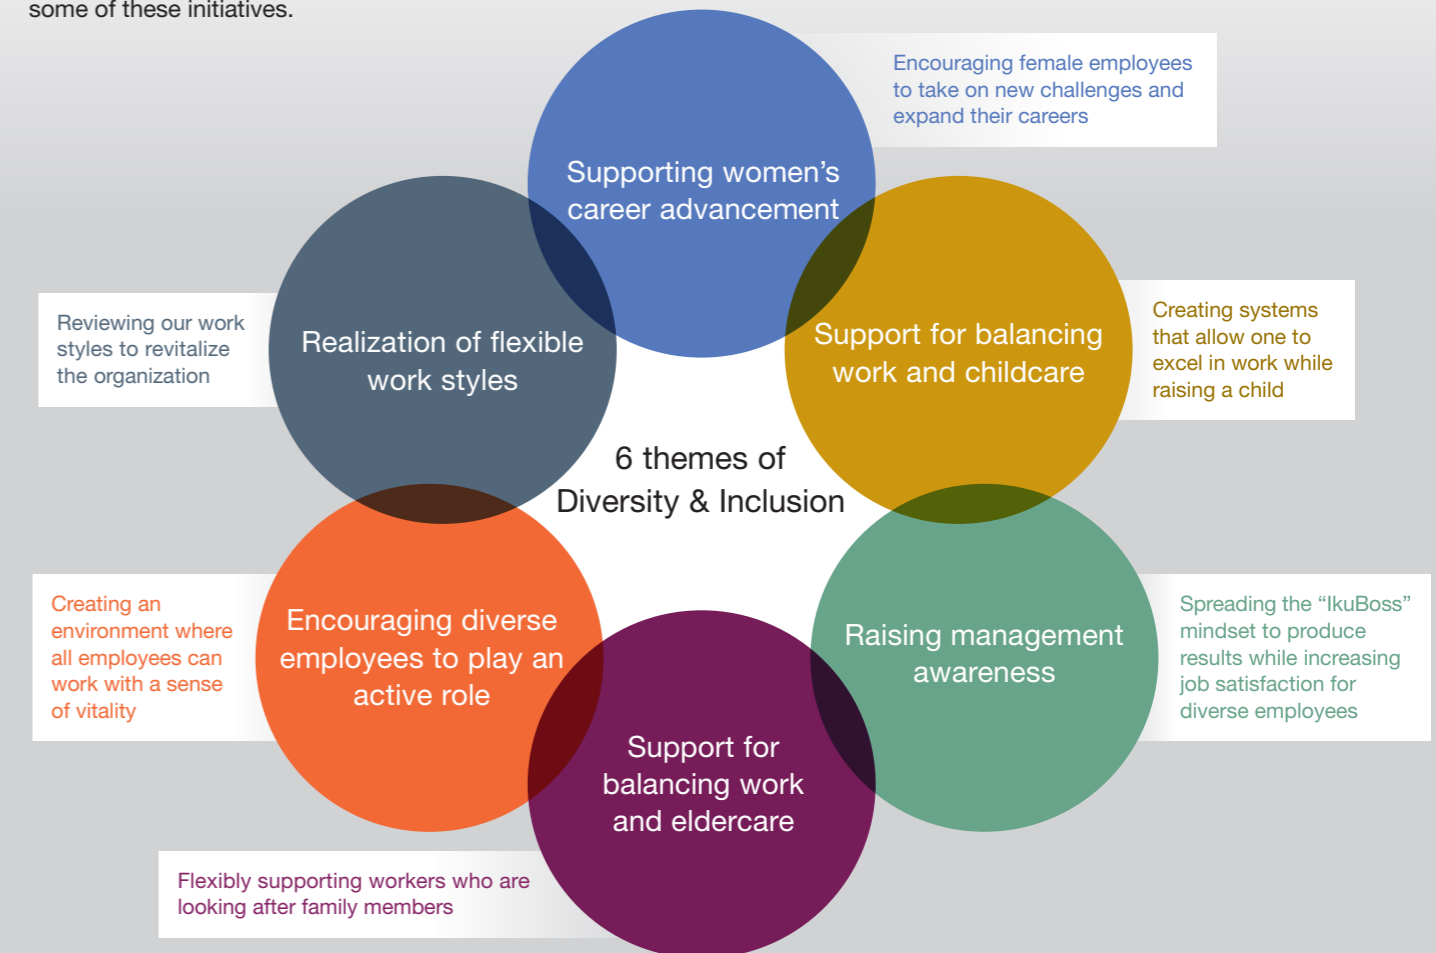 some of these initiatives.
Encouraging female employees
to take on new challenges and
expand their careers
Supporting women’s
career advancement
Reviewing our work
styles to revitalize
the organization
Realization of flexible
work styles
Support for balancing
work and childcare
Creating systems
that allow one to
excel in work while
raising a child
6 themes of
Diversity & Inclusion
Creating an
environment where
all employees can
work with a sense
of vitality
Encouraging diverse
employees to play an
active role
Raising management
awareness
Spreading the “IkuBoss”
mindset to produce
results while increasing
job satisfaction for
diverse employees
Support for
balancing work
and eldercare
Flexibly supporting workers who are
looking after family members